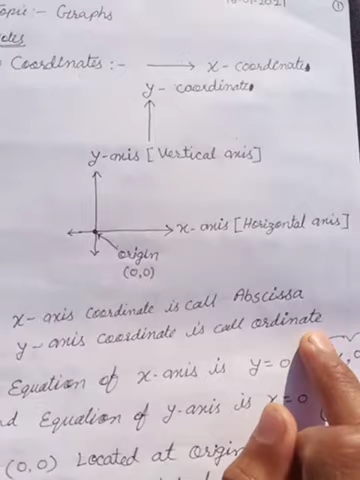 Topic:- Graphs
①
Notes
Coordinates:- → x-coordinate.
y-coordinate.
y-axis [Vertical axis]
x-axis [Horizontal axis]
origin
(0,0)
x-axis coordinate is call Abscissa
y-axis coordinate is call ordinate
Equation of x-axis is y=0
Equation of y-axis is x=0
(0,0) Located at origin